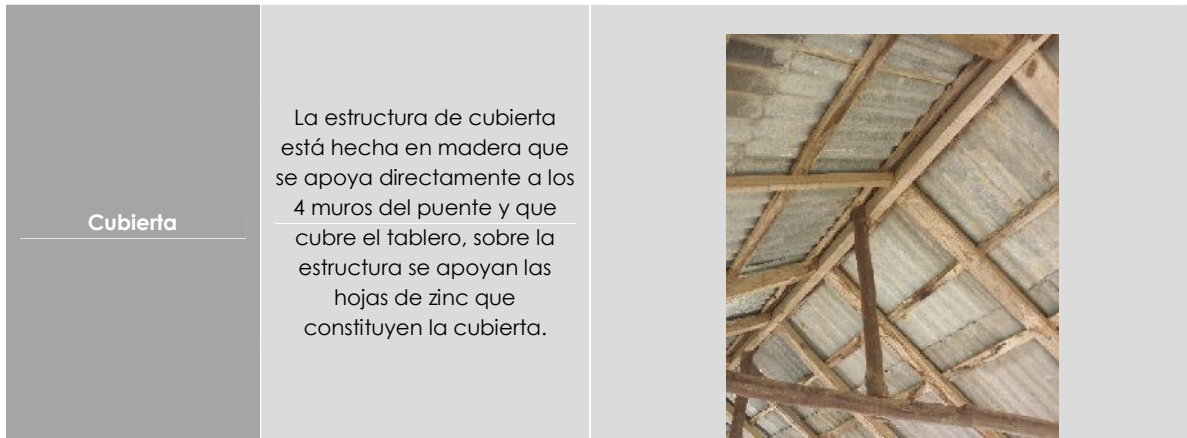 Cubierta
La estructura de cubierta
está hecha en madera que
se apoya directamente a los
4 muros del puente y que
cubre el tablero, sobre la
estructura se apoyan las
hojas de zinc que
constituyen la cubierta.